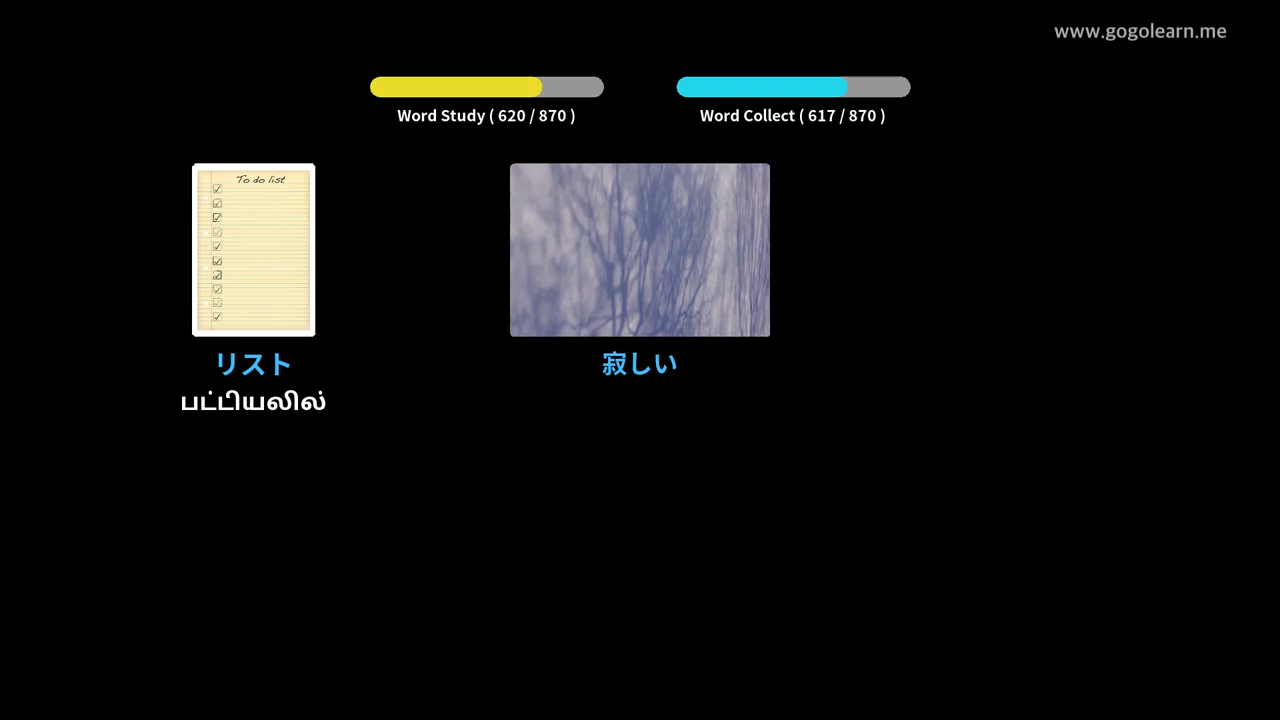 www.gogolearn.me
Word Study ( 620 / 870 )
Word Collect ( 617 / 870 )
To do list
リスト
பட்டியலில்
寂しい